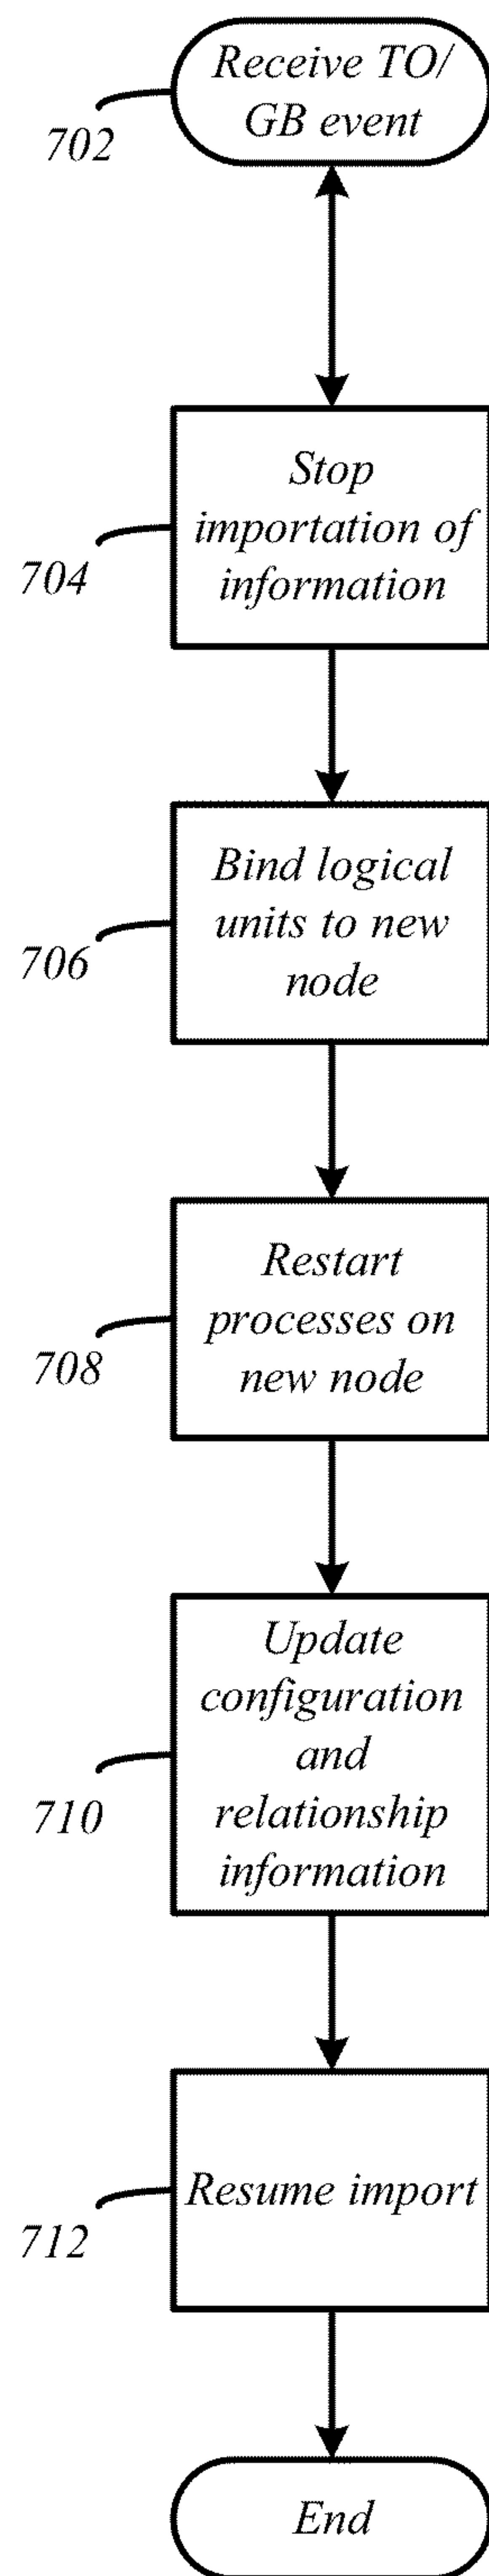 Receive TO/
GB event
702
Stop
importation of
information
704
Bind logical
units to new
node
706
Restart
processes on
new node
708
Update
configuration
and
relationship
information
710
Resume import
712
End